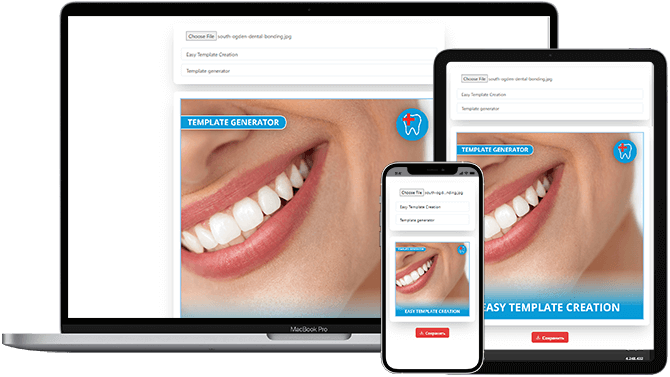 Choose File south-ogden-dental-bonding.jpg
Easy Template Creation
Template generator
TEMPLATE GENERATOR
MacBook Pro
Choose File south-ogden-dental-bonding.jpg
Easy Template Creation
Template generator
TEMPLATE GENERATOR
EASY TEMPLATE CREATION
Сохранить
Choose File south-ogd...nding.jpg
Easy Template Creation
Template generator
TEMPLATE GENERATOR
EASY TEMPLATE CREATION
Сохранить